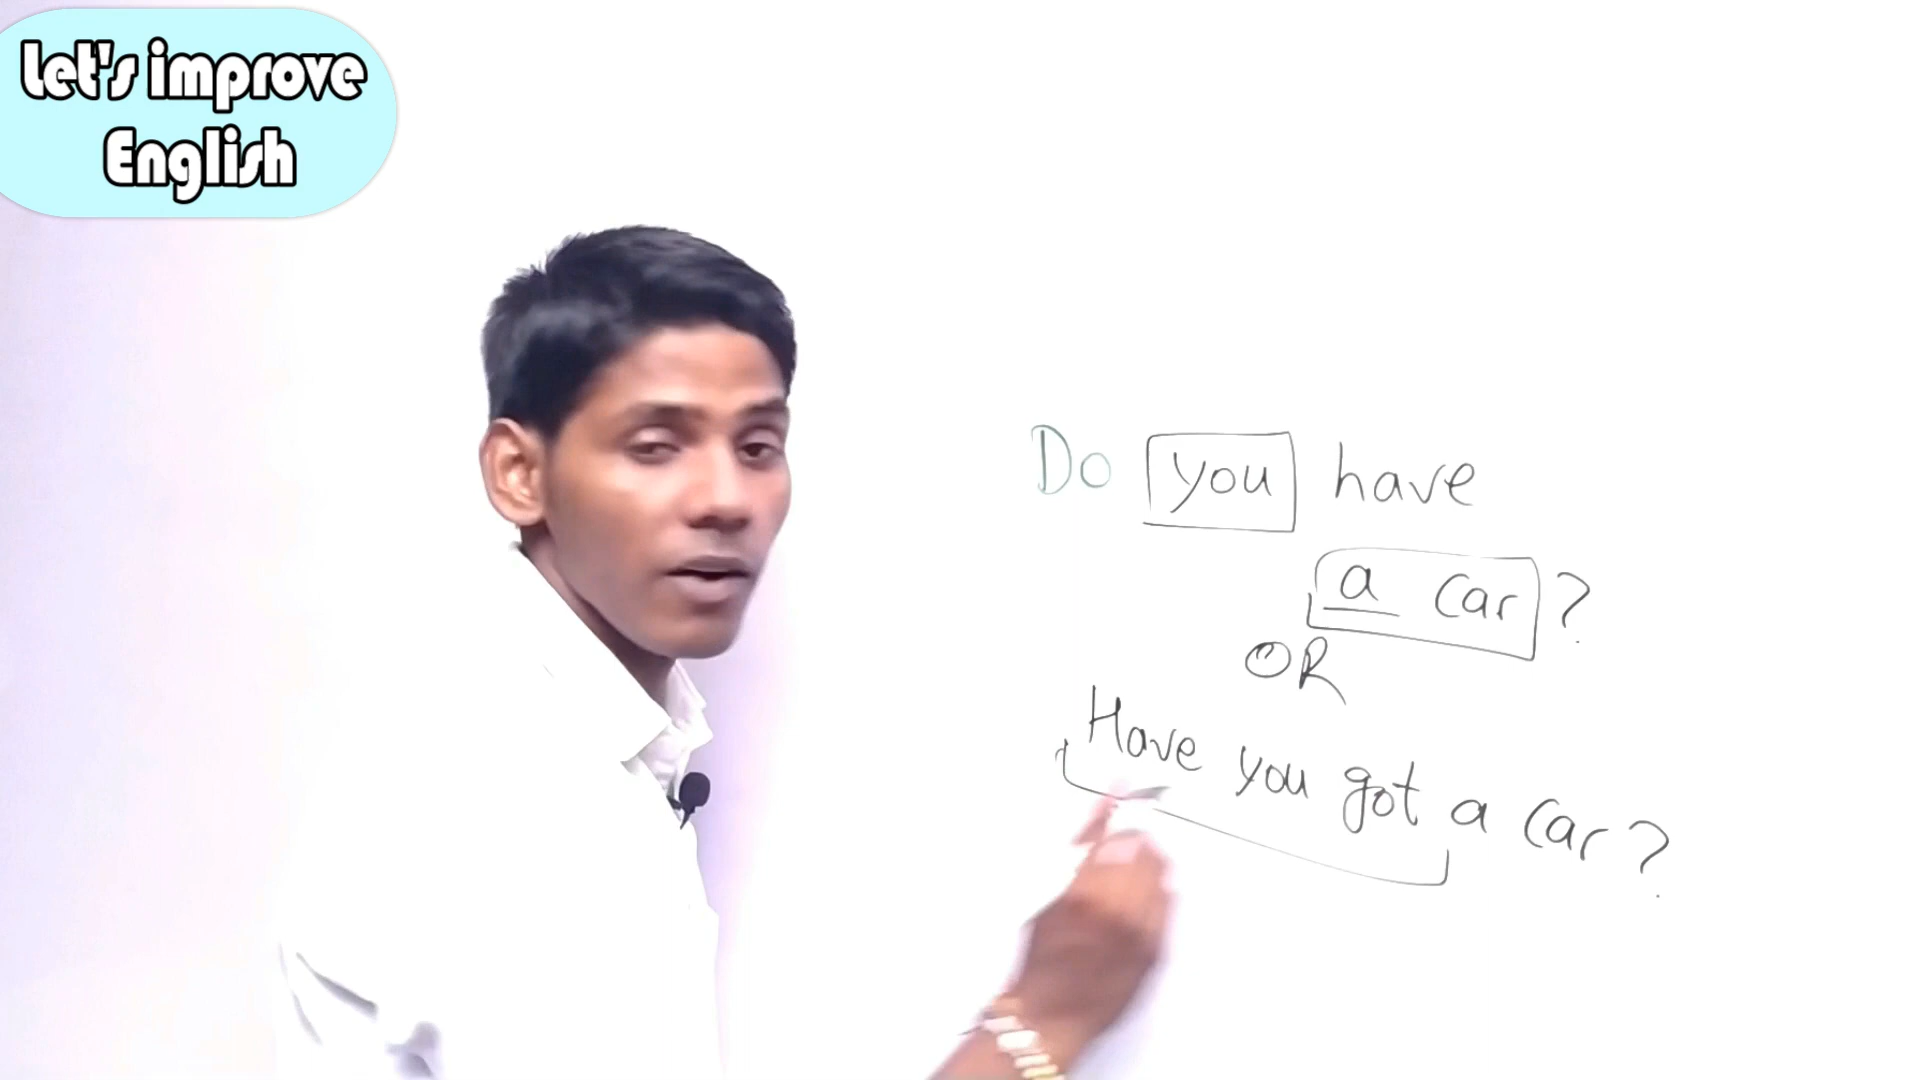 Let's improve
English
Do you have
a car?
OR
Have you got a car?